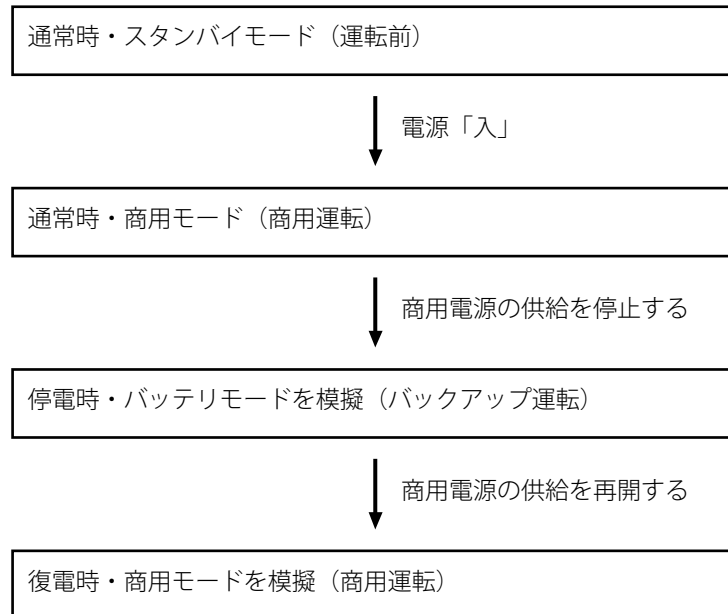 通常時・スタンバイモード（運転前）
電源「入」
通常時・商用モード（商用運転）
商用電源の供給を停止する
停電時・バッテリモードを模擬（バックアップ運転）
商用電源の供給を再開する
復電時・商用モードを模擬（商用運転）